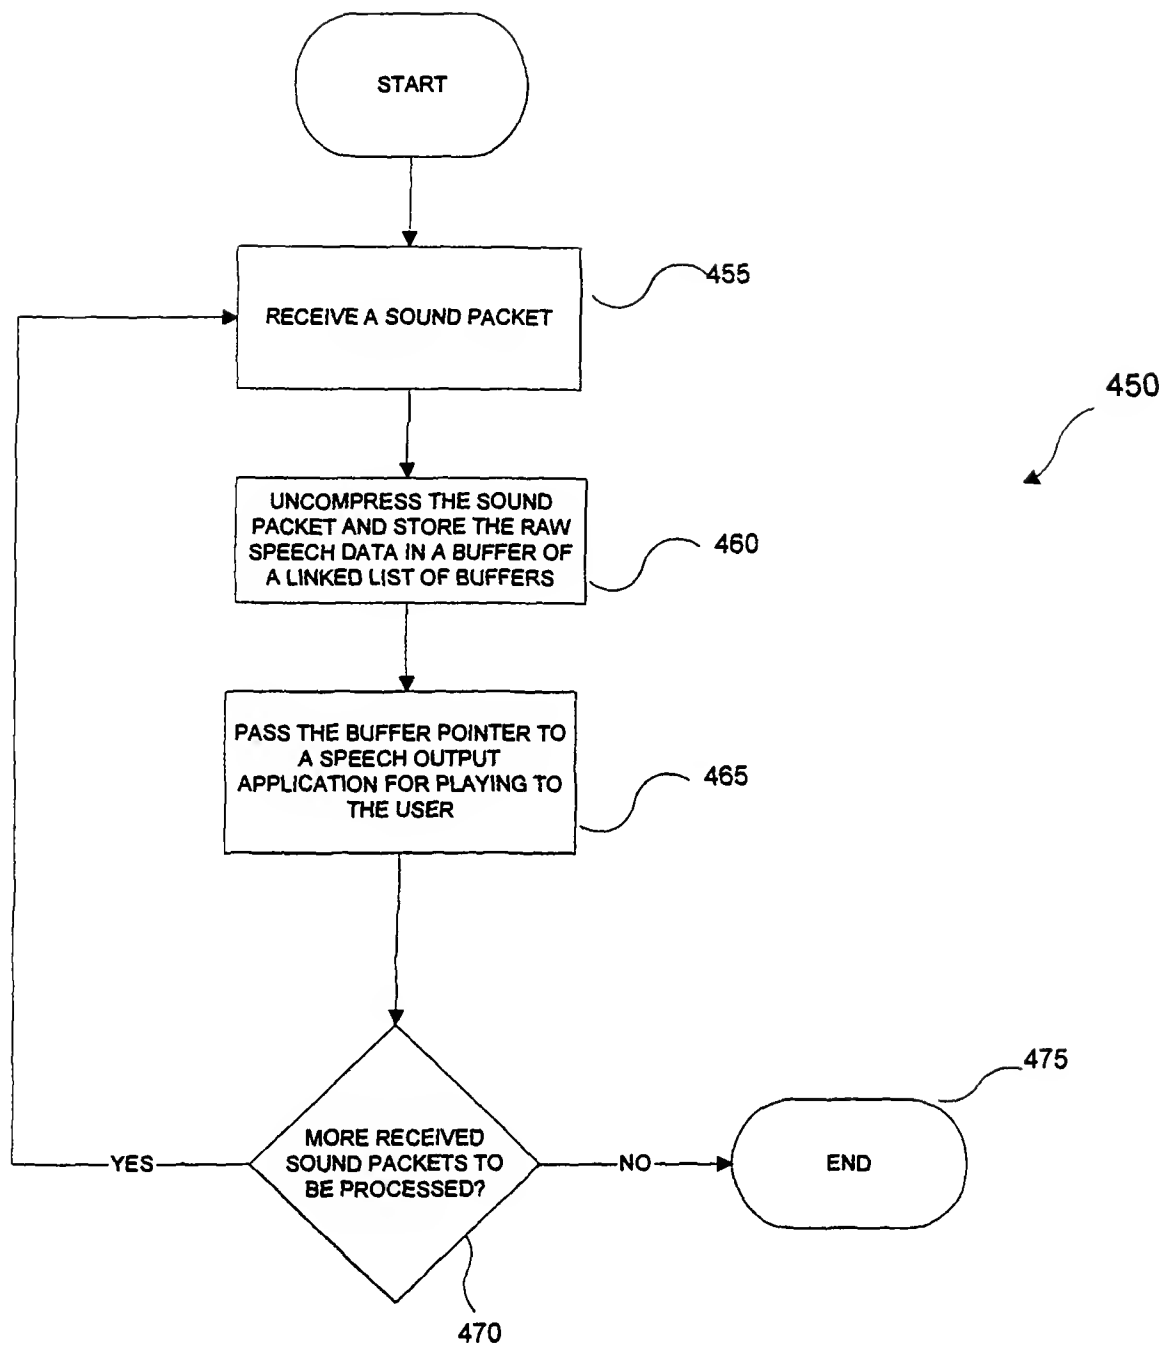 START
455
RECEIVE A SOUND PACKET
450
UNCOMPRESS THE SOUND
PACKET AND STORE THE RAW
SPEECH DATA IN A BUFFER OF
A LINKED LIST OF BUFFERS
460
PASS THE BUFFER POINTER TO
A SPEECH OUTPUT
APPLICATION FOR PLAYING TO
THE USER
465
475
MORE RECEIVED
SOUND PACKETS TO
BE PROCESSED?
YES
NO
END
470